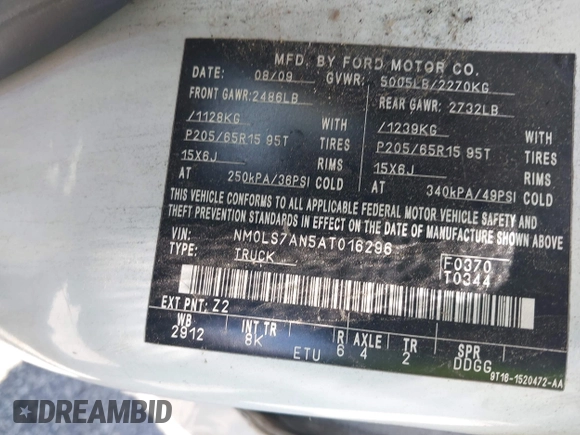 MFD. BY FORD MOTOR CO.
DATE: 08/09 GVWR: 5005LB/2270KG
FRONT GAWR: 2486LB REAR GAWR: 2732LB
/1128KG WITH /1239KG WITH
P205/65R15 95T TIRES P205/65R15 95T TIRES
15X6J RIMS 15X6J RIMS
AT 250kPA/36PSI COLD AT 340kPA/49PSI COLD
THIS VEHICLE CONFORMS TO ALL APPLICABLE FEDERAL MOTOR VEHICLE SAFETY AND
THEFT PREVENTION STANDARDS IN EFFECT ON THE DATE OF MANUFACTURE SHOWN ABOVE.
VIN: NM0LS7AN5AT016296 F0370
TYPE: TRUCK T0344
EXT PNT: Z2
WB INT TR R AXLE TR SPR
2912 8K ETU 6 4 2 DDGG
9T16-1520472-AA
DREAMBID